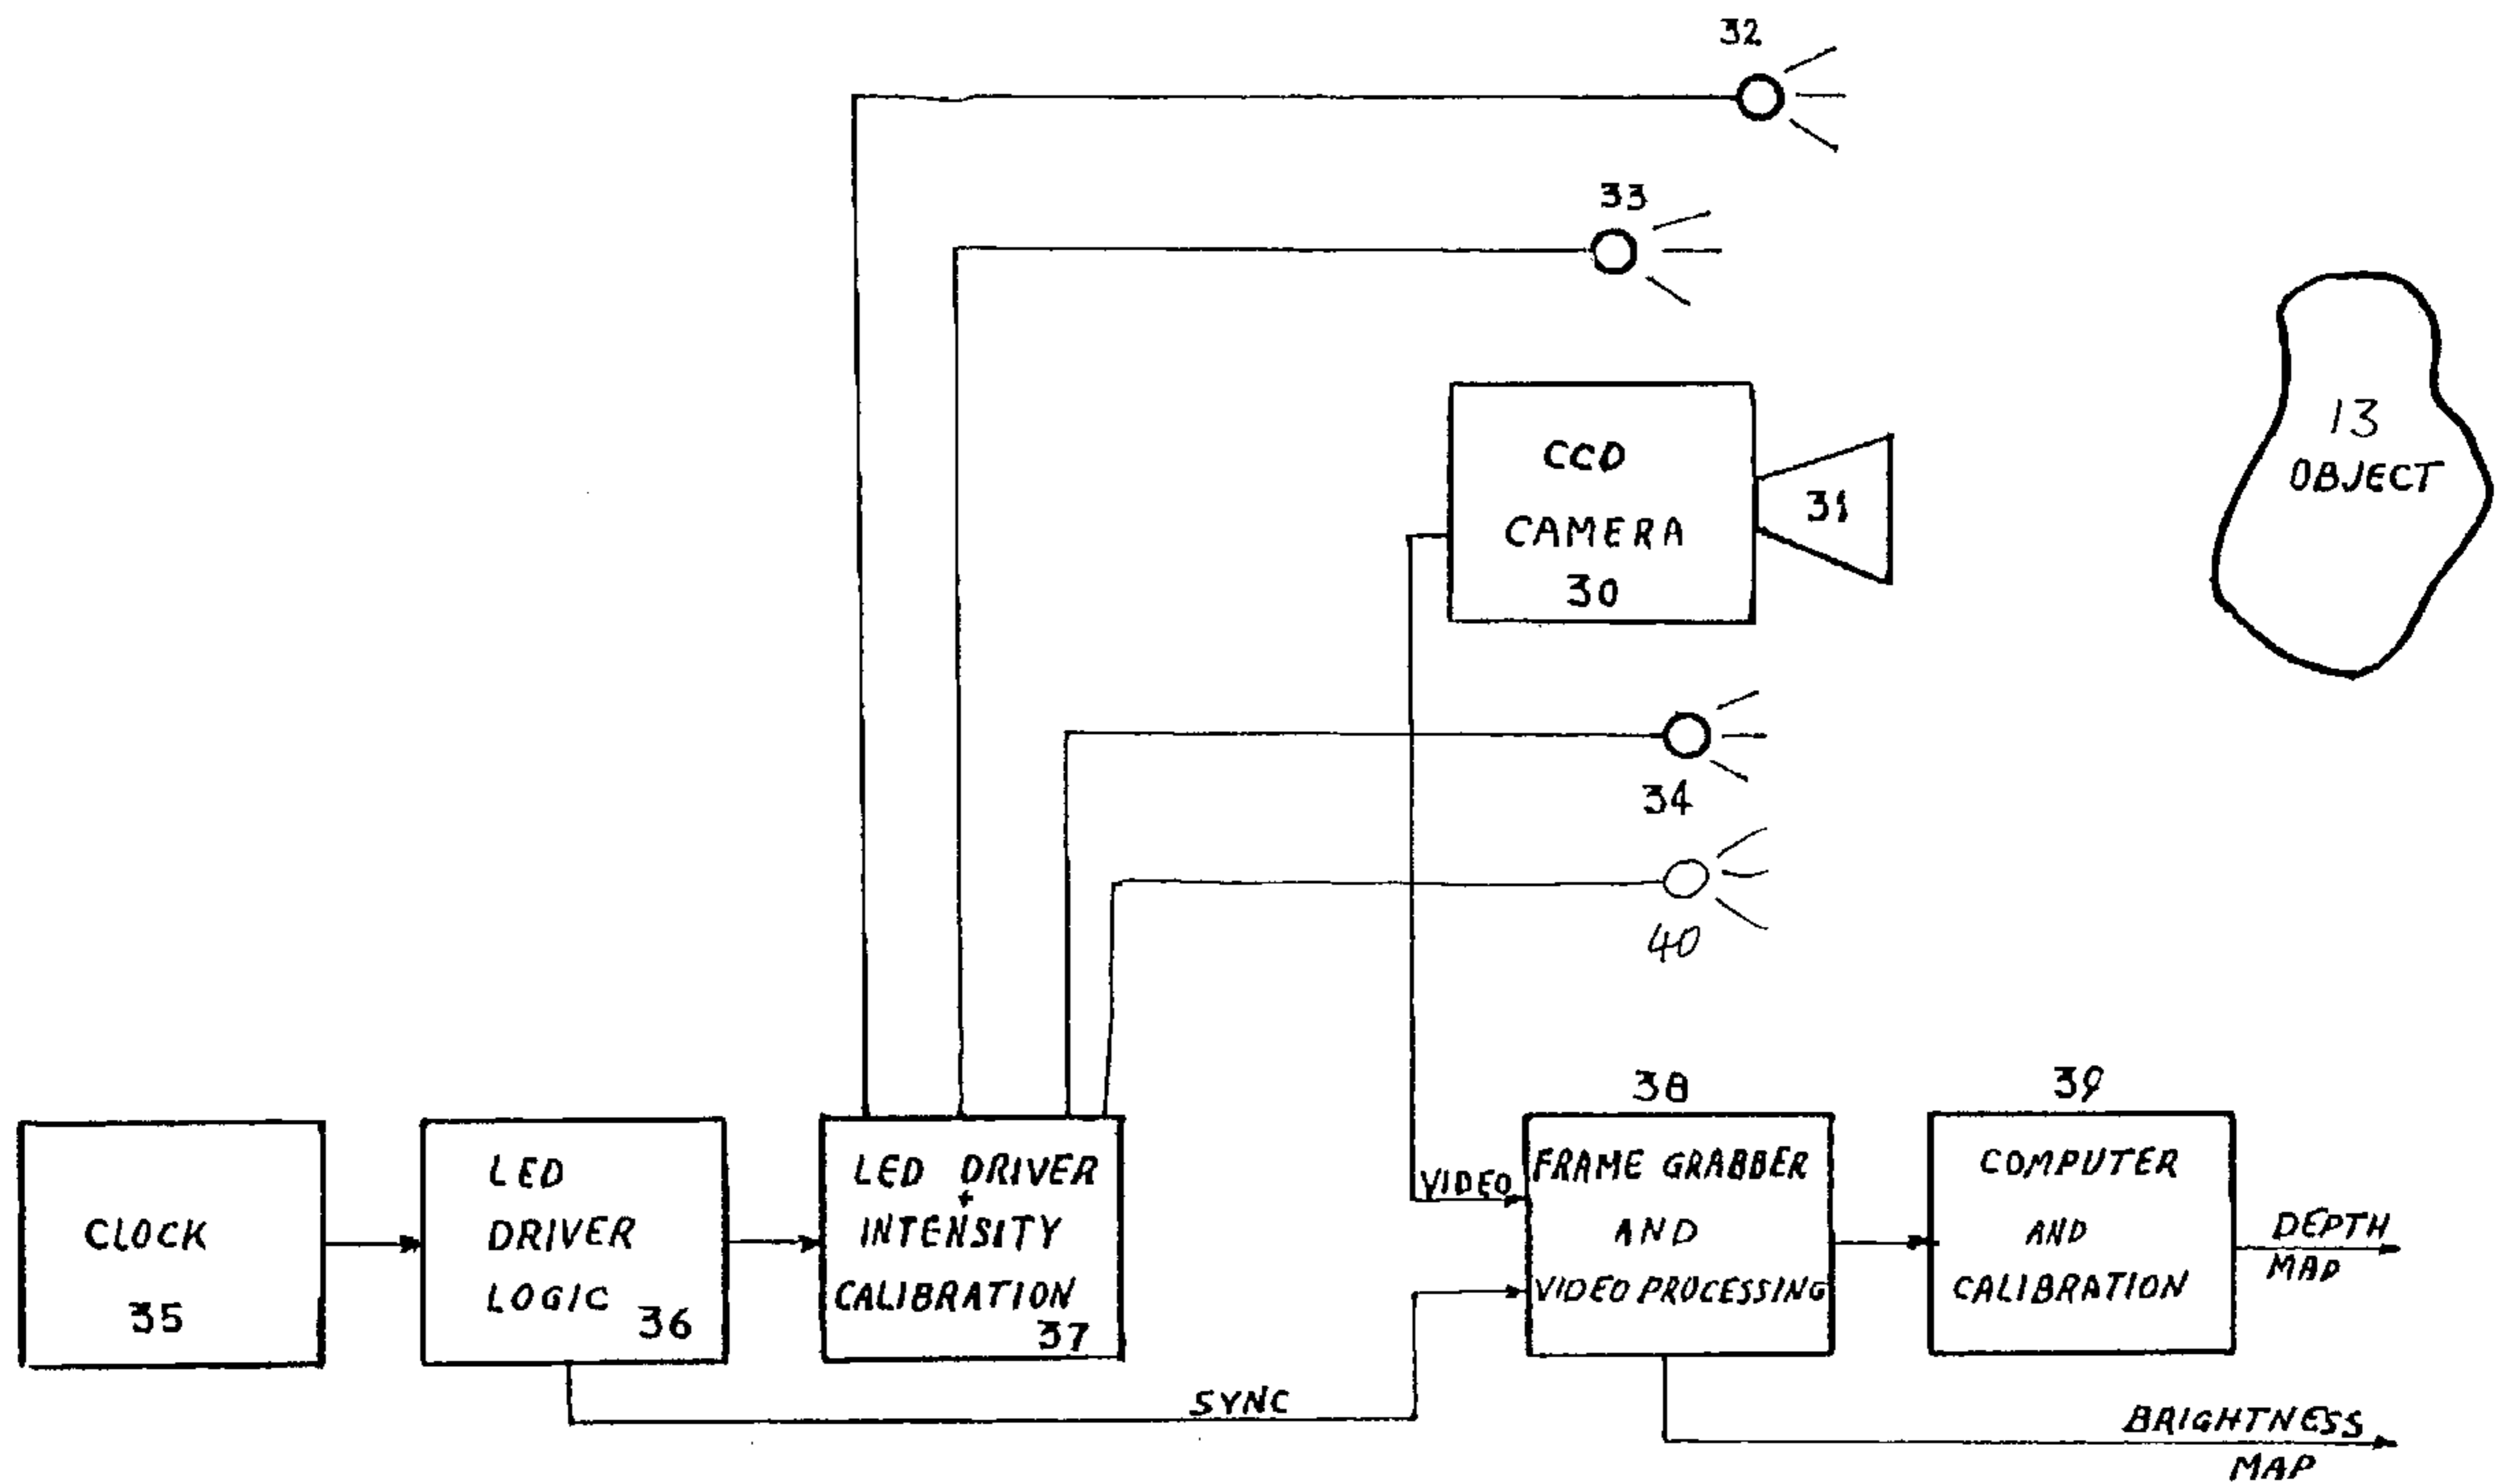 32
33
13
OBJECT
CCD
CAMERA
30
31
34
40
CLOCK
35
LED
DRIVER
LOGIC
36
LED DRIVER
+
INTENSITY
CALIBRATION
37
VIDEO
38
FRAME GRABBER
AND
VIDEO PROCESSING
39
COMPUTER
AND
CALIBRATION
DEPTH
MAP
SYNC
BRIGHTNESS
MAP